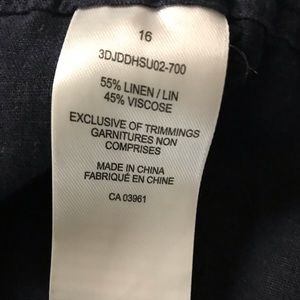 16
3DJDDHSU02-700
55% LINEN / LIN
45% VISCOSE
EXCLUSIVE OF TRIMMINGS
GARNITURES NON
COMPRISES
MADE IN CHINA
FABRIQUÉ EN CHINE
CA 03961